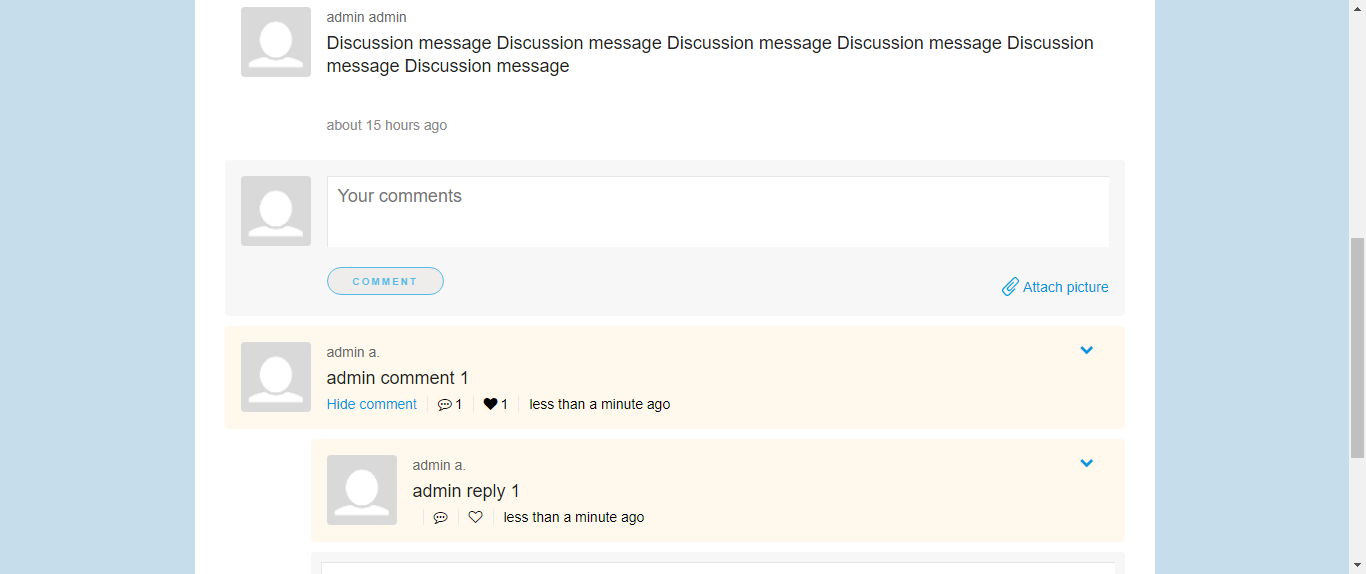 admin admin
Discussion message Discussion message Discussion message Discussion message Discussion
message Discussion message
about 15 hours ago
Your comments
COMMENT
Attach picture
admin a.
admin comment 1
Hide comment 1 1 less than a minute ago
admin a.
admin reply 1
less than a minute ago